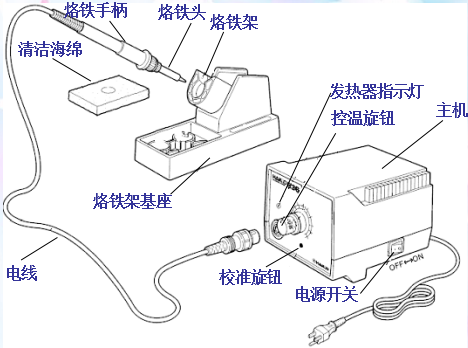 烙铁手柄
烙铁头
烙铁架
清洁海绵
发热器指示灯
控温旋钮
主机
烙铁架基座
电线
校准旋钮
电源开关
OFF↔ON